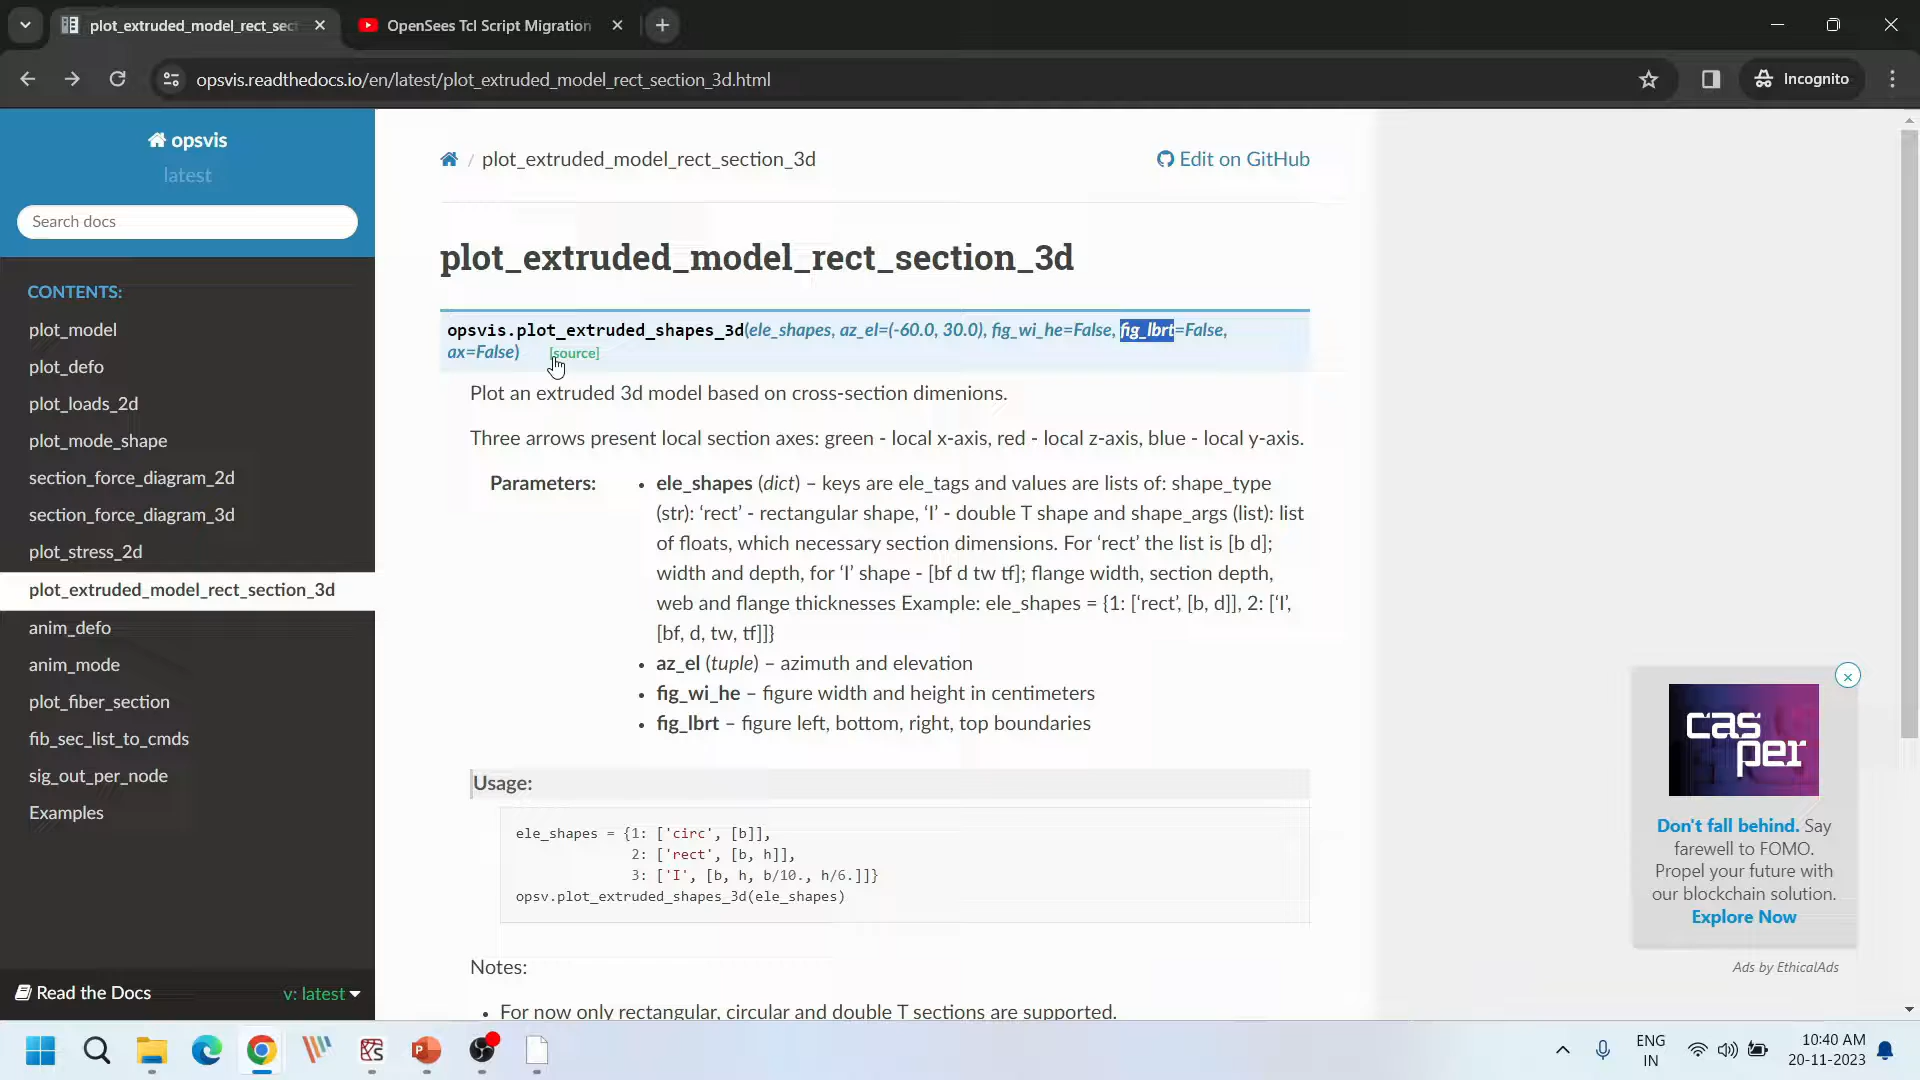 plot_extruded_model_rect_sect
OpenSees Tcl Script Migration
opsvis.readthedocs.io/en/latest/plot_extruded_model_rect_section_3d.html
Incognito
opsvis
latest
Search docs
CONTENTS:
plot_model
plot_defo
plot_loads_2d
plot_mode_shape
section_force_diagram_2d
section_force_diagram_3d
plot_stress_2d
plot_extruded_model_rect_section_3d
anim_defo
anim_mode
plot_fiber_section
fib_sec_list_to_cmds
sig_out_per_node
Examples
Read the Docs
v: latest
/ plot_extruded_model_rect_section_3d
Edit on GitHub
plot_extruded_model_rect_section_3d
opsvis.plot_extruded_shapes_3d(ele_shapes, az_el=(-60.0, 30.0), fig_wi_he=False, fig_lbrt=False,
ax=False) [source]
Plot an extruded 3d model based on cross-section dimenions.
Three arrows present local section axes: green - local x-axis, red - local z-axis, blue - local y-axis.
Parameters:
• ele_shapes (dict) – keys are ele_tags and values are lists of: shape_type
(str): ‘rect’ - rectangular shape, ‘I’ - double T shape and shape_args (list): list
of floats, which necessary section dimensions. For ‘rect’ the list is [b d];
width and depth, for ‘I’ shape - [bf d tw tf]; flange width, section depth,
web and flange thicknesses Example: ele_shapes = {1: [‘rect’, [b, d]], 2: [‘I’,
[bf, d, tw, tf]]}
• az_el (tuple) – azimuth and elevation
• fig_wi_he – figure width and height in centimeters
• fig_lbrt – figure left, bottom, right, top boundaries
Usage:
ele_shapes = {1: ['circ', [b]],
2: ['rect', [b, h]],
3: ['I', [b, h, b/10., h/6.]]}
opsv.plot_extruded_shapes_3d(ele_shapes)
Notes:
• For now only rectangular, circular and double T sections are supported.
cas
per
Don't fall behind. Say
farewell to FOMO.
Propel your future with
our blockchain solution.
Explore Now
Ads by EthicalAds
ENG
IN
10:40 AM
20-11-2023